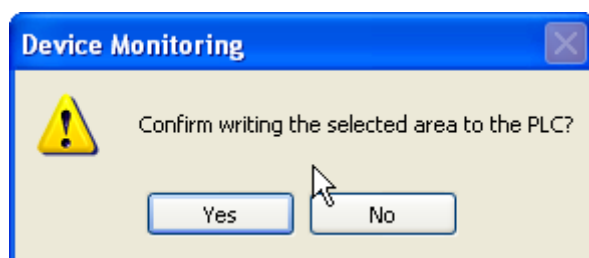 Device Monitoring
Confirm writing the selected area to the PLC?
Yes No